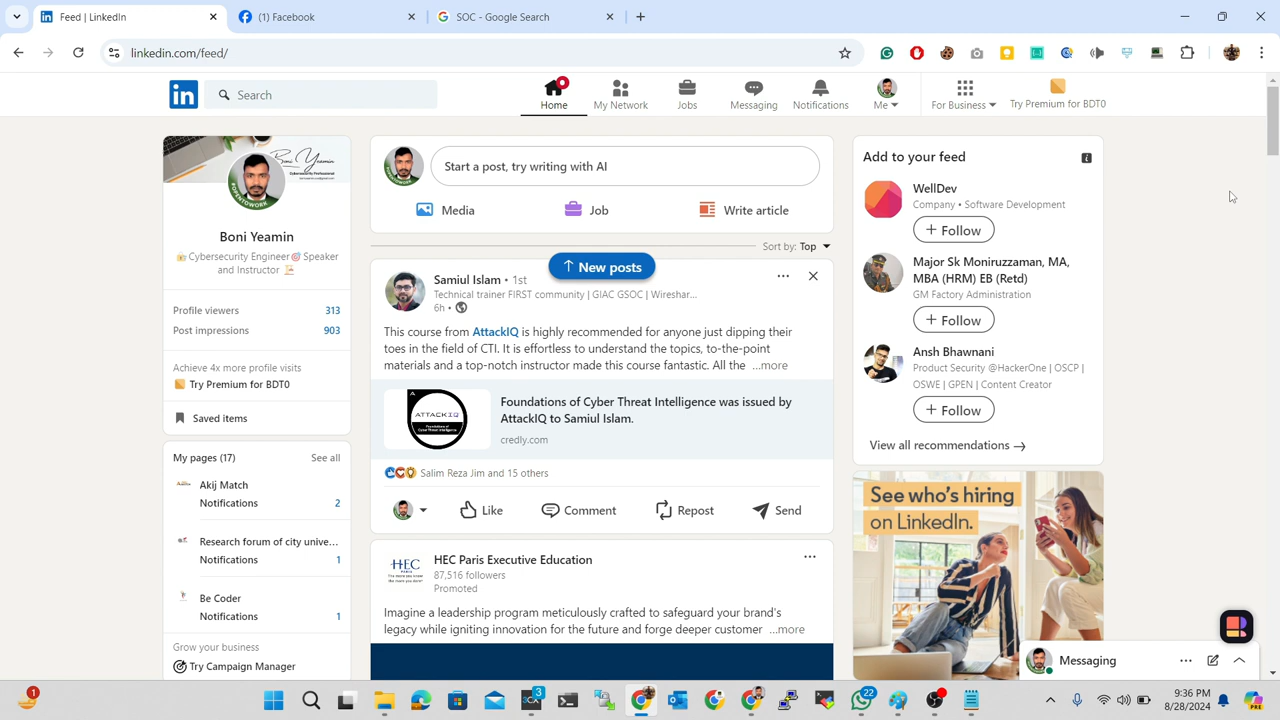 Feed | LinkedIn
(1) Facebook
SOC - Google Search
linkedin.com/feed/
in
Search
Home
My Network
Jobs
Messaging
Notifications
Me
For Business
Try Premium for BDT0
Boni Yeamin
Cybersecurity Professional
#OPENTOWORK
Boni Yeamin
Cybersecurity Engineer Speaker
and Instructor
Profile viewers 313
Post impressions 903
Achieve 4x more profile visits
Try Premium for BDT0
Saved items
My pages (17) See all
Akij Match
Notifications 2
Research forum of city unive...
Notifications 1
Be Coder
Notifications 1
Grow your business
Try Campaign Manager
Start a post, try writing with AI
Media
Job
Write article
Sort by: Top
New posts
Samiul Islam • 1st
Technical trainer FIRST community | GIAC GSOC | Wireshar...
6h •
This course from AttackIQ is highly recommended for anyone just dipping their
toes in the field of CTI. It is effortless to understand the topics, to-the-point
materials and a top-notch instructor made this course fantastic. All the ...more
ATTACKIQ
Foundations of Cyber Threat Intelligence was issued by
AttackIQ to Samiul Islam.
credly.com
Salim Reza Jim and 15 others
Like
Comment
Repost
Send
HEC
PARIS
HEC Paris Executive Education
87,516 followers
Promoted
Imagine a leadership program meticulously crafted to safeguard your brand's
legacy while igniting innovation for the future and forge deeper customer ...more
Add to your feed
WellDev
Company • Software Development
+ Follow
Major Sk Moniruzzaman, MA,
MBA (HRM) EB (Retd)
GM Factory Administration
+ Follow
Ansh Bhawnani
Product Security @HackerOne | OSCP |
OSWE | GPEN | Content Creator
+ Follow
View all recommendations →
See who's hiring
on LinkedIn.
Messaging
1
3
22
9:36 PM
8/28/2024